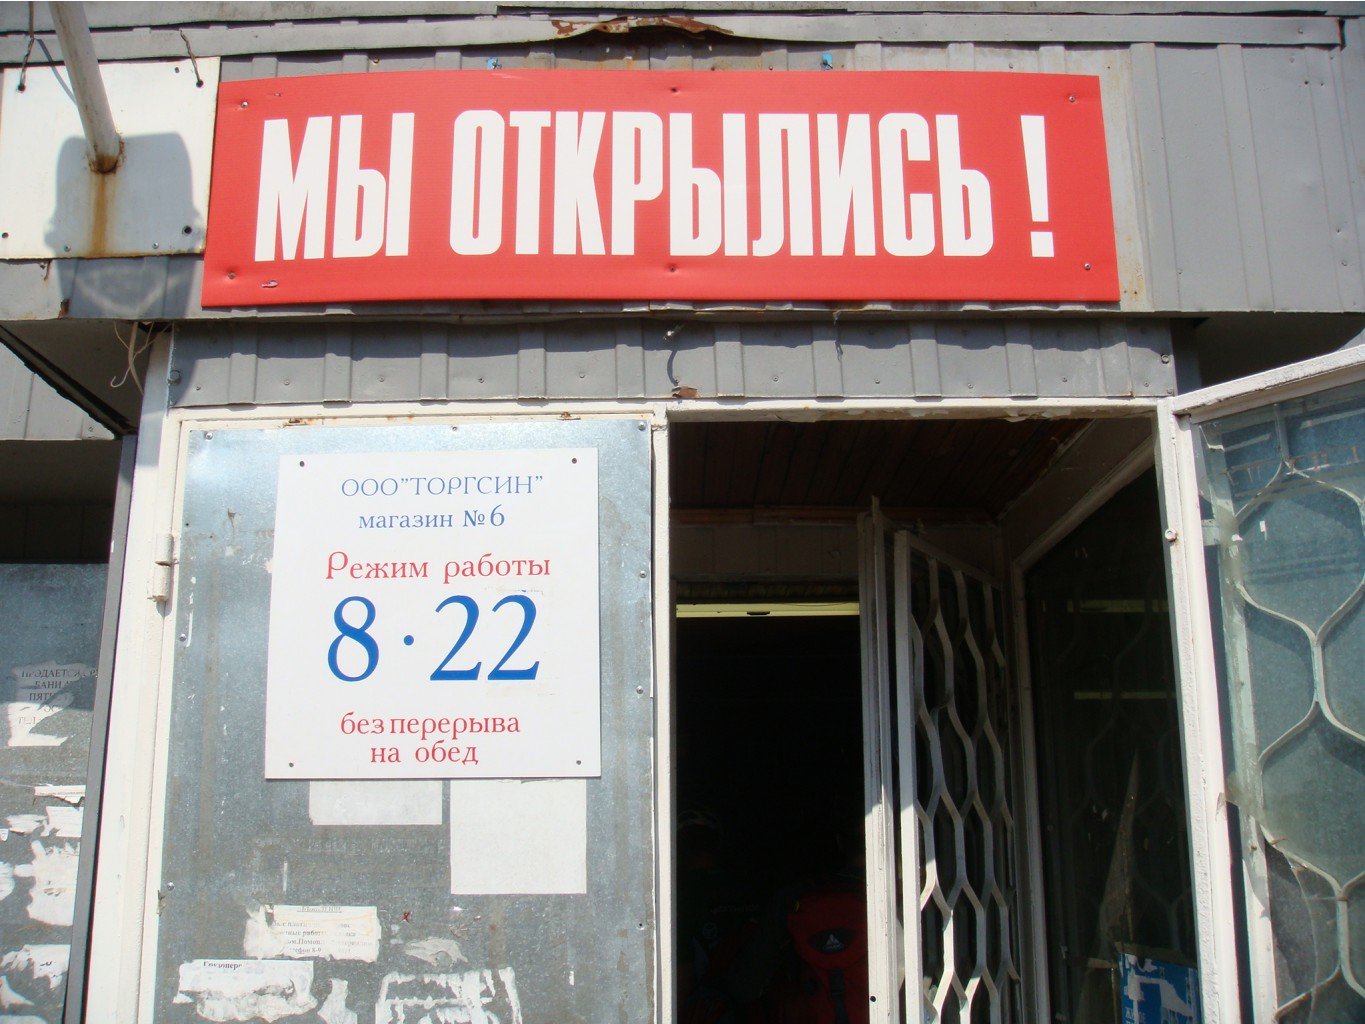 МЫ ОТКРЫЛИСЬ !
ООО"ТОРГСИН"
магазин №6
Режим работы
8 · 22
без перерыва
на обед